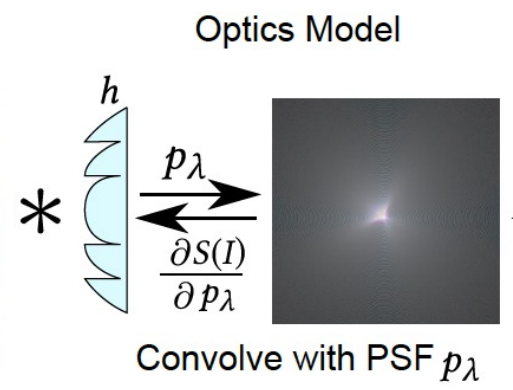 Optics Model
h
*
p_λ
∂S(I)
∂p_λ
Convolve with PSF p_λ